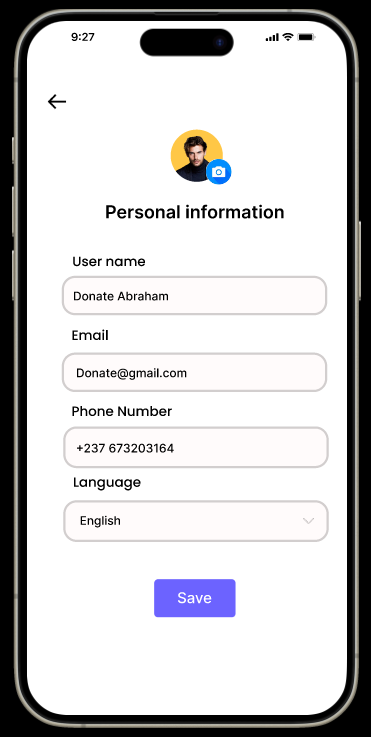 9:27
Personal information
User name
Donate Abraham
Email
Donate@gmail.com
Phone Number
+237 673203164
Language
English
Save